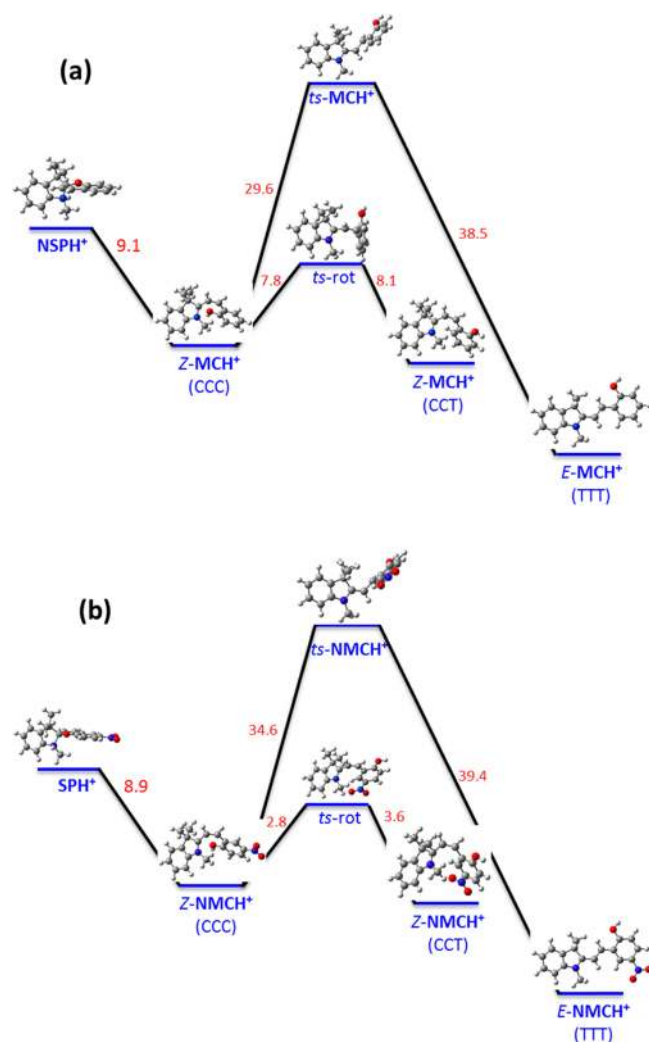 (a)
ts-MCH⁺
29.6
NSPH⁺
9.1
7.8
ts-rot
8.1
38.5
Z-MCH⁺
(CCC)
Z-MCH⁺
(CCT)
E-MCH⁺
(TTT)
(b)
ts-NMCH⁺
34.6
SPH⁺
8.9
2.8
ts-rot
3.6
39.4
Z-NMCH⁺
(CCC)
Z-NMCH⁺
(CCT)
E-NMCH⁺
(TTT)